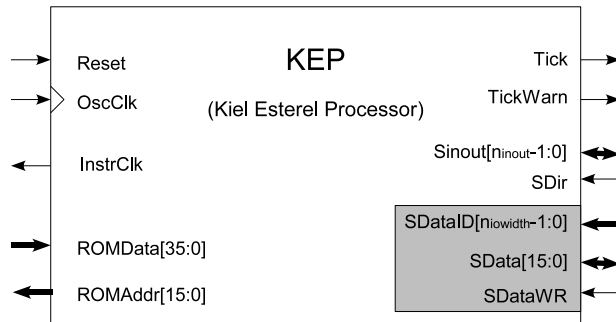 KEP
(Kiel Esterel Processor)
Reset
OscClk
InstrClk
ROMData[35:0]
ROMAddr[15:0]
Tick
TickWarn
Sinout[ninout-1:0]
SDir
SDataID[niowidth-1:0]
SData[15:0]
SDataWR